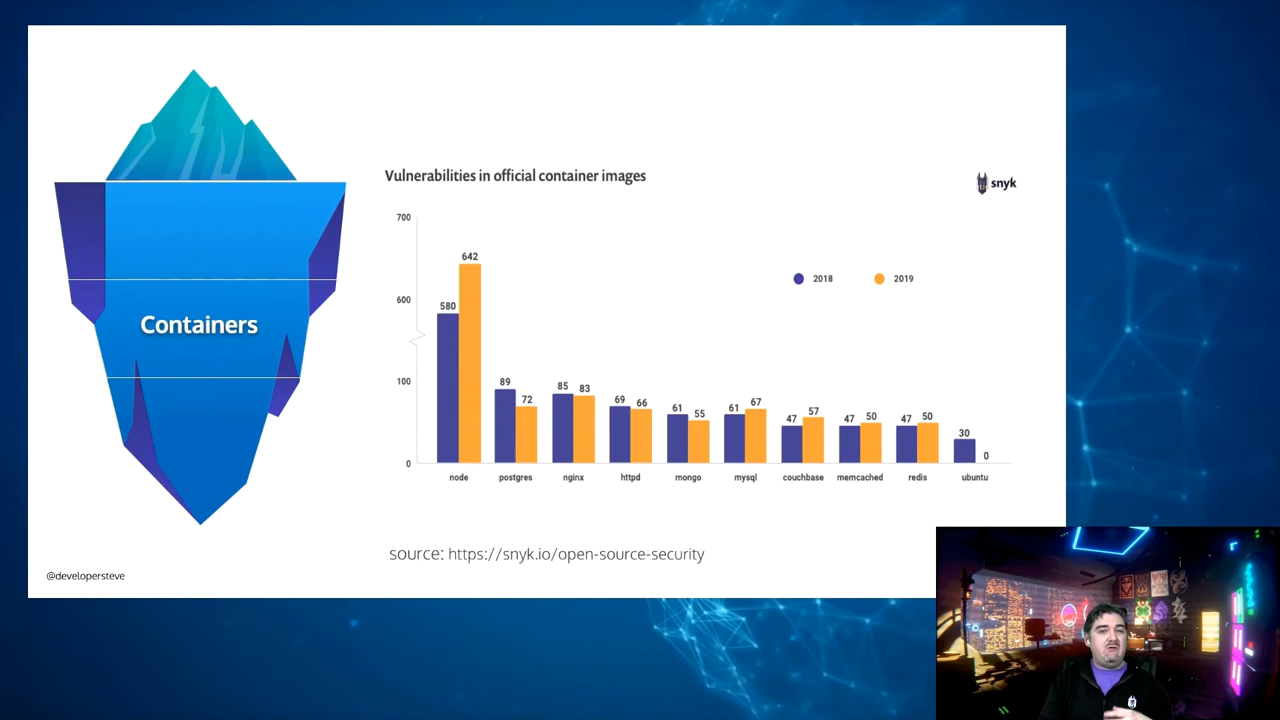 Containers
@developersteve
Vulnerabilities in official container images
snyk
700
600
100
0
2018
2019
580
642
89
72
85
83
69
66
61
55
61
67
47
57
47
50
47
50
30
0
node
postgres
nginx
httpd
mongo
mysql
couchbase
memcached
redis
ubuntu
source: https://snyk.io/open-source-security